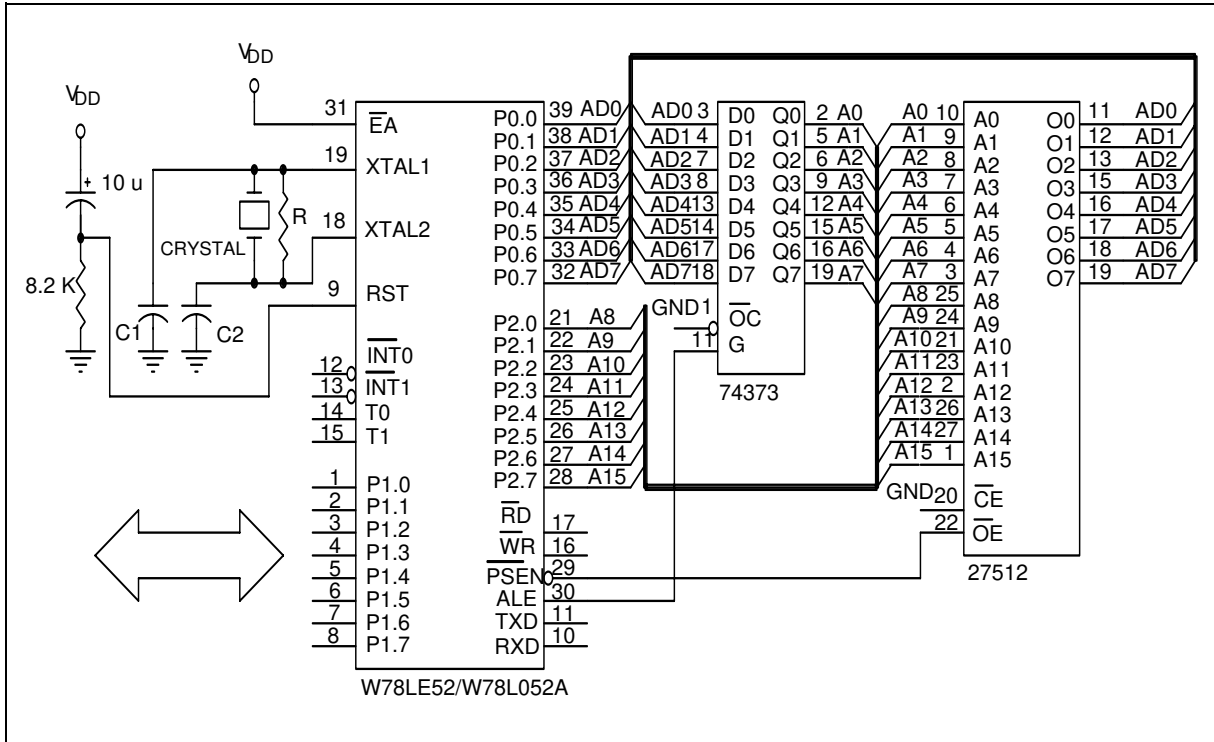 VDD
VDD
10 u
8.2 K
C1
C2
CRYSTAL
R
31 EA
19 XTAL1
18 XTAL2
9 RST
12 INT0
13 INT1
14 T0
15 T1
1 P1.0
2 P1.1
3 P1.2
4 P1.3
5 P1.4
6 P1.5
7 P1.6
8 P1.7
P0.0 39 AD0
P0.1 38 AD1
P0.2 37 AD2
P0.3 36 AD3
P0.4 35 AD4
P0.5 34 AD5
P0.6 33 AD6
P0.7 32 AD7
P2.0 21 A8
P2.1 22 A9
P2.2 23 A10
P2.3 24 A11
P2.4 25 A12
P2.5 26 A13
P2.6 27 A14
P2.7 28 A15
RD 17
WR 16
PSEN 29
ALE 30
TXD 11
RXD 10
W78LE52/W78L052A
AD0 3 D0 Q0 2 A0
AD1 4 D1 Q1 5 A1
AD2 7 D2 Q2 6 A2
AD3 8 D3 Q3 9 A3
AD4 13 D4 Q4 12 A4
AD5 14 D5 Q5 15 A5
AD6 17 D6 Q6 16 A6
AD7 18 D7 Q7 19 A7
GND 1 OC
11 G
74373
A0 10 A0 O0 11 AD0
A1 9 A1 O1 12 AD1
A2 8 A2 O2 13 AD2
A3 7 A3 O3 15 AD3
A4 6 A4 O4 16 AD4
A5 5 A5 O5 17 AD5
A6 4 A6 O6 18 AD6
A7 3 A7 O7 19 AD7
A8 25 A8
A9 24 A9
A10 21 A10
A11 23 A11
A12 2 A12
A13 26 A13
A14 27 A14
A15 1 A15
GND 20 CE
22 OE
27512